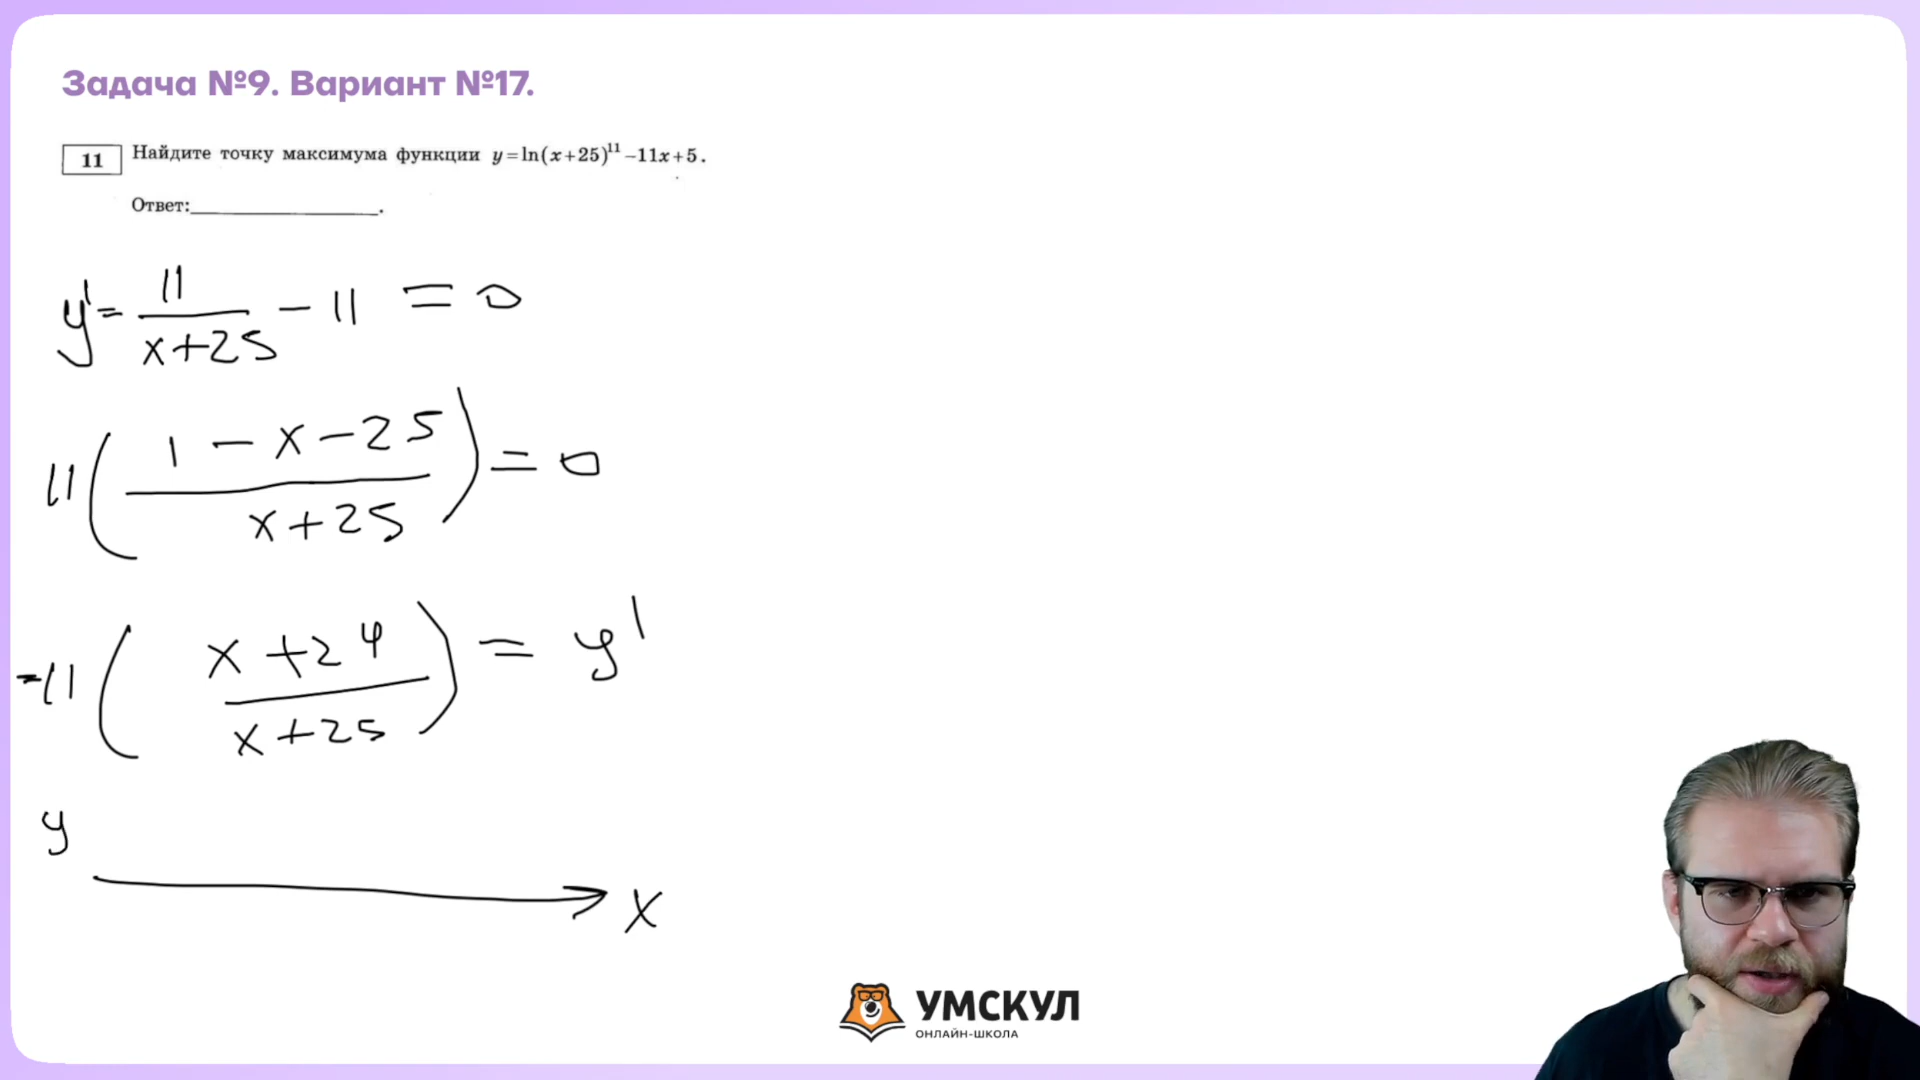 Задача №9. Вариант №17.
11 Найдите точку максимума функции y=ln(x+25)^11−11x+5.
Ответ:__________________.
y'= 11/(x+25) − 11 = 0
11( (1−x−25)/(x+25) ) = 0
−11( (x+24)/(x+25) ) = y'
y
x
УМСКУЛ
ОНЛАЙН-ШКОЛА